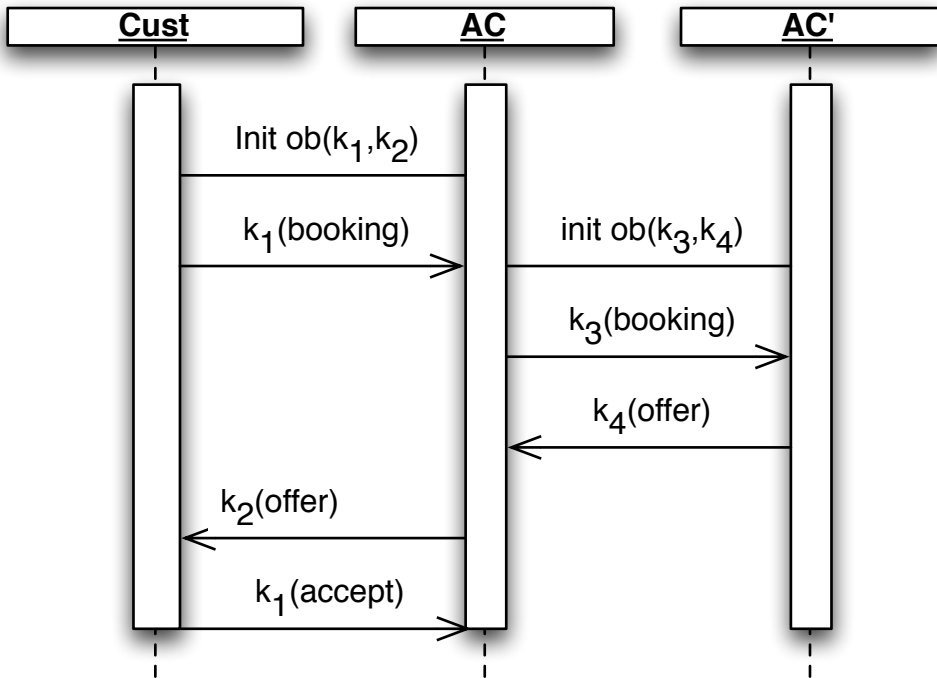 Cust AC AC'
Init ob(k₁,k₂)
k₁(booking) init ob(k₃,k₄)
k₃(booking)
k₄(offer)
k₂(offer)
k₁(accept)